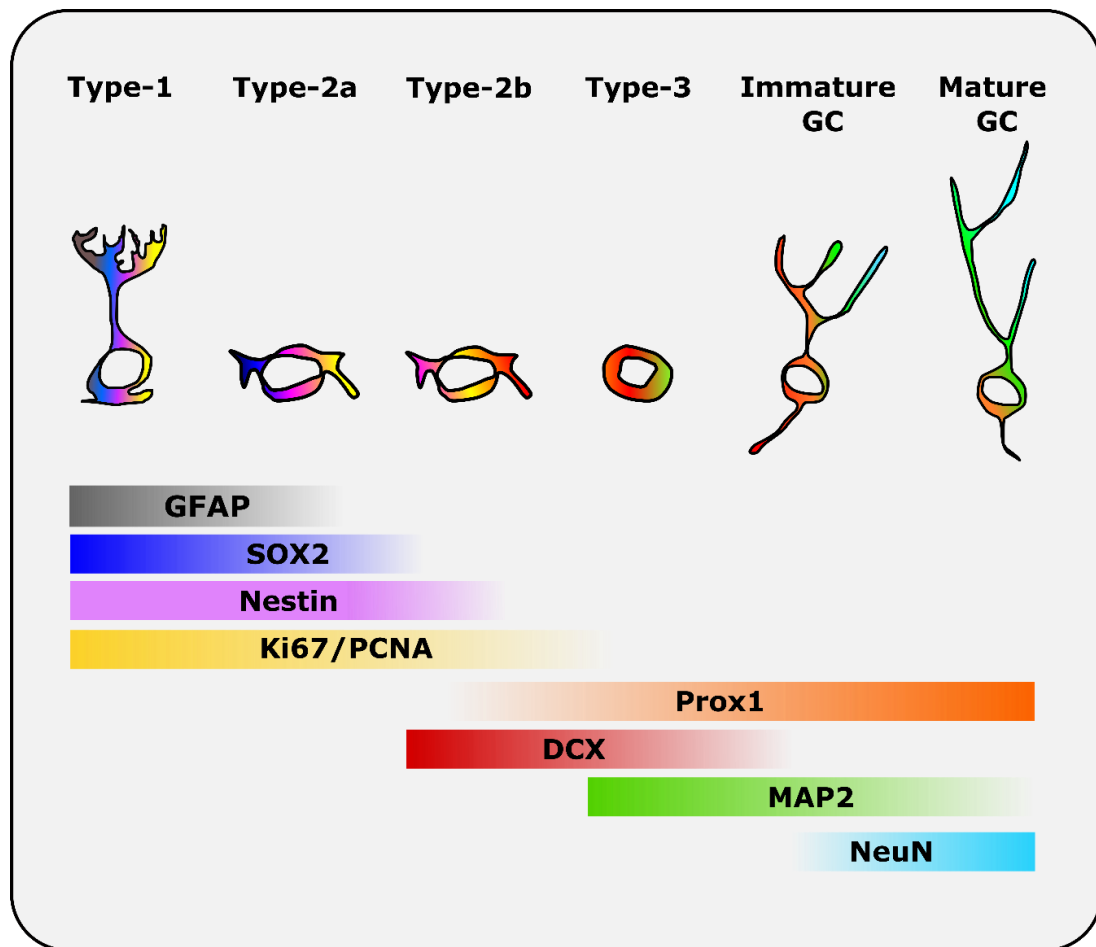 Type-1 Type-2a Type-2b Type-3 Immature GC Mature GC
GFAP
SOX2
Nestin
Ki67/PCNA
Prox1
DCX
MAP2
NeuN